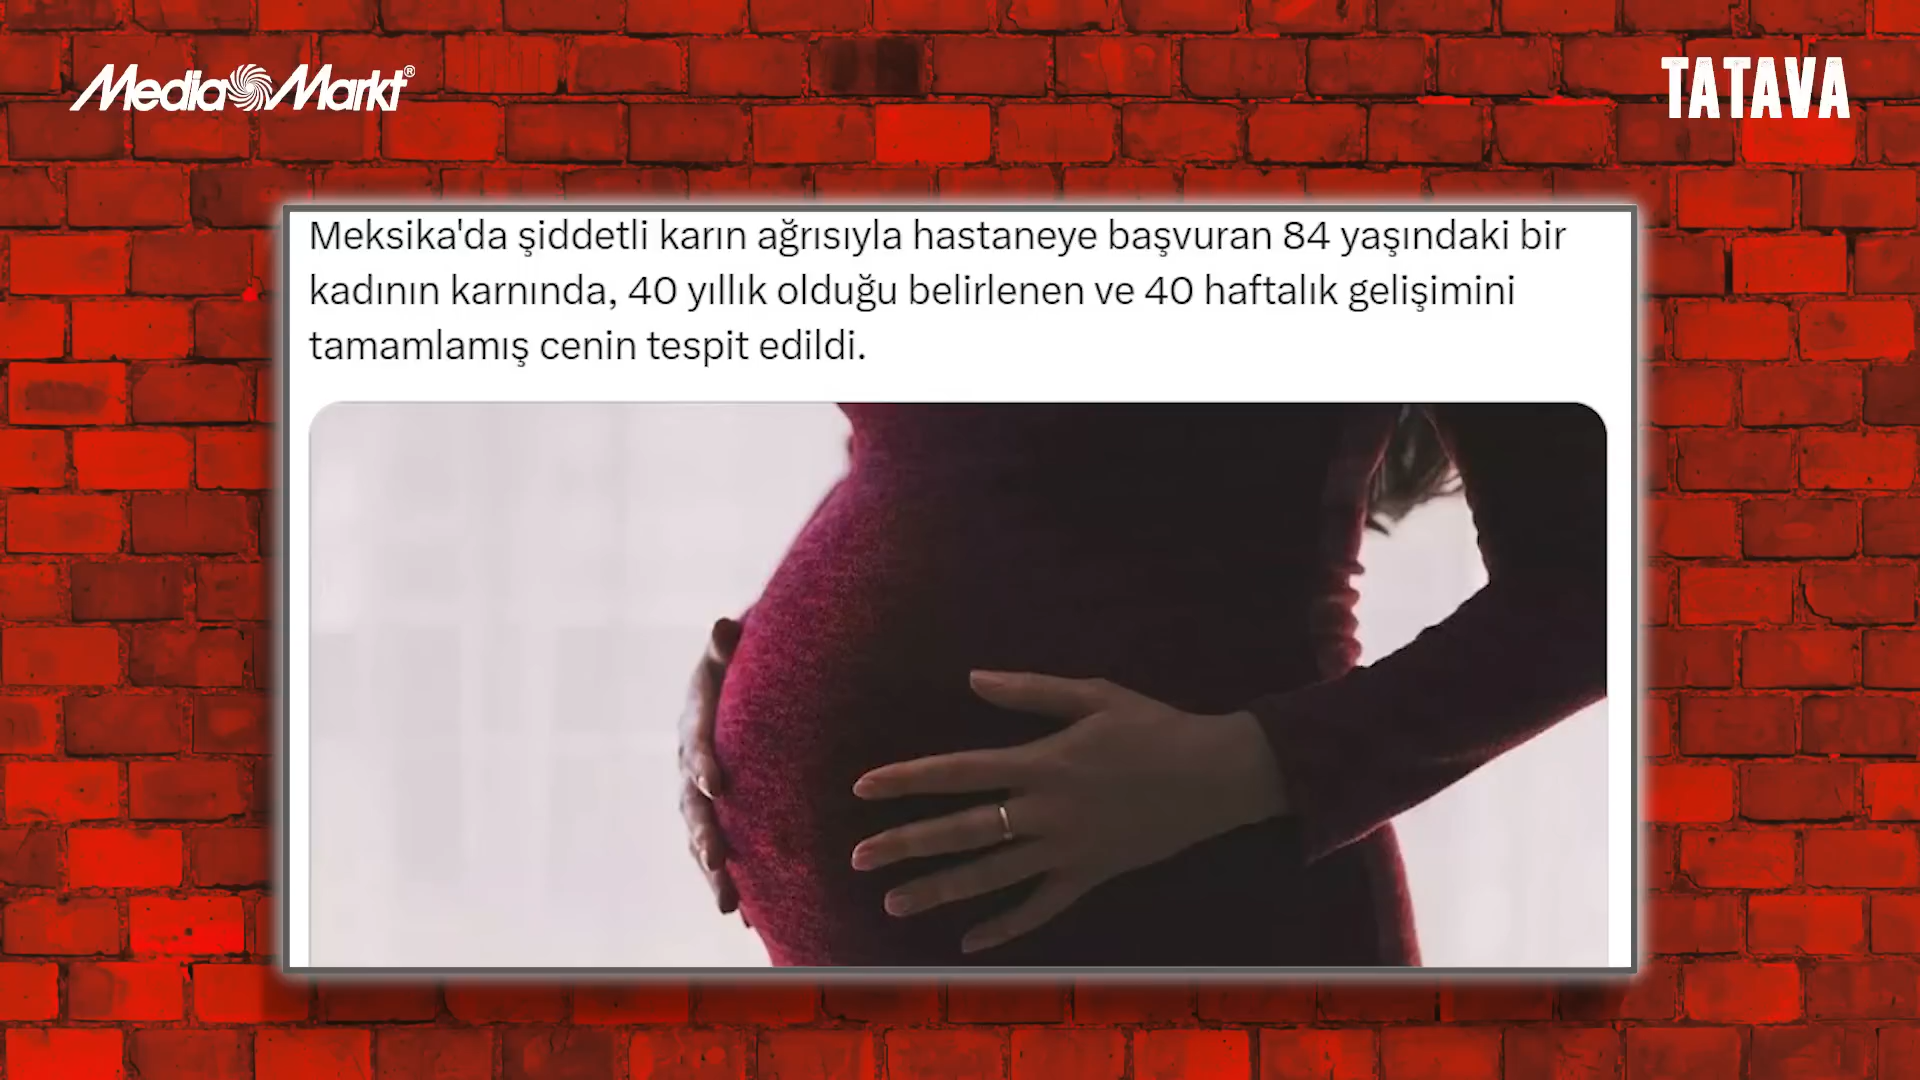 MediaMarkt®
TATAVA
Meksika'da şiddetli karın ağrısıyla hastaneye başvuran 84 yaşındaki bir
kadının karnında, 40 yıllık olduğu belirlenen ve 40 haftalık gelişimini
tamamlamış cenin tespit edildi.